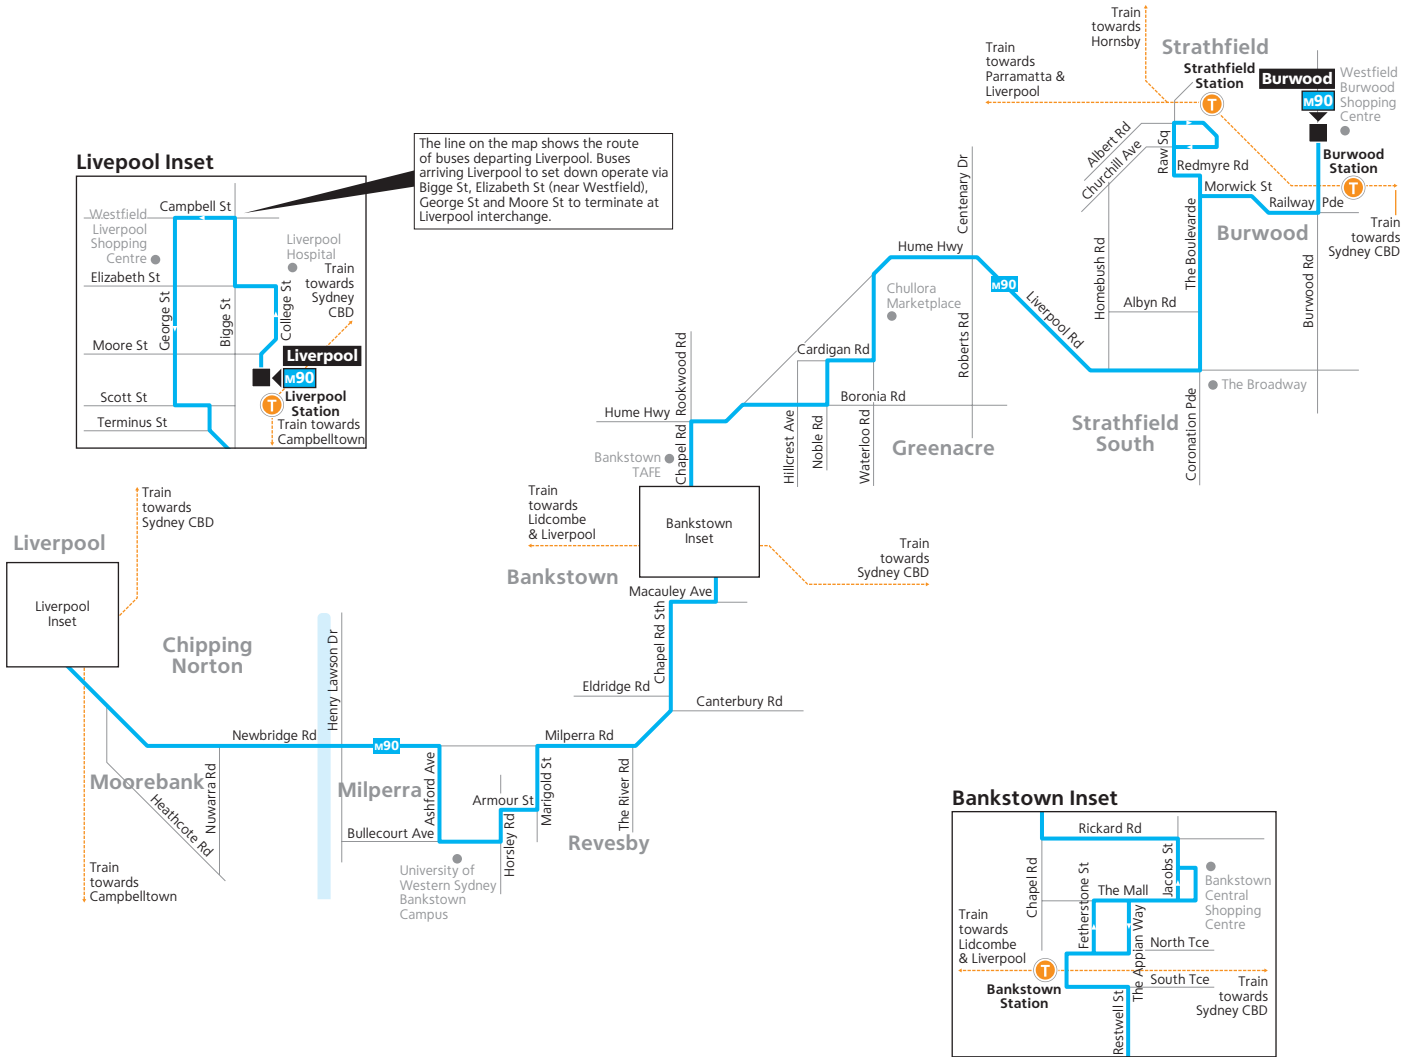 Train
towards
Hornsby
Train
towards
Parramatta &
Liverpool
Strathfield
Strathfield
Station
T
Burwood
M90
Westfield
Burwood
Shopping
Centre
Burwood
Station
T
Albert Rd
Churchill Ave
Raw Sq
Redmyre Rd
Morwick St
Railway Pde
Burwood
Train
towards
Sydney CBD
Centenary Dr
Hume Hwy
M90
Liverpool Rd
Homebush Rd
The Boulevarde
Albyn Rd
Burwood Rd
Chullora
Marketplace
Roberts Rd
Cardigan Rd
Boronia Rd
The Broadway
Coronation Pde
Strathfield
South
Greenacre
Rookwood Rd
Hume Hwy
Chapel Rd
Hillcrest Ave
Noble Rd
Waterloo Rd
Bankstown
TAFE
Livepool Inset
The line on the map shows the route
of buses departing Liverpool. Buses
arriving Liverpool to set down operate via
Bigge St, Elizabeth St (near Westfield),
George St and Moore St to terminate at
Liverpool interchange.
Campbell St
Westfield
Liverpool
Shopping
Centre
Liverpool
Hospital
Train
towards
Sydney
CBD
Elizabeth St
George St
Bigge St
College St
Moore St
Liverpool
M90
Scott St
T
Liverpool
Station
Terminus St
Train towards
Campbelltown
Train
towards
Sydney CBD
Liverpool
Liverpool
Inset
Train
towards
Lidcombe
& Liverpool
Bankstown
Inset
Train
towards
Sydney CBD
Bankstown
Macauley Ave
Chapel Rd Sth
Chipping
Norton
Henry Lawson Dr
Eldridge Rd
Canterbury Rd
Newbridge Rd
M90
Milperra Rd
Moorebank
Nuwarra Rd
Heathcote Rd
Milperra
Ashford Ave
Armour St
Marigold St
The River Rd
Bullecourt Ave
Horsley Rd
Revesby
University of
Western Sydney
Bankstown
Campus
Train
towards
Campbelltown
Bankstown Inset
Rickard Rd
Chapel Rd
Fetherstone St
Jacobs St
The Mall
Bankstown
Central
Shopping
Centre
Train
towards
Lidcombe
& Liverpool
The Appian Way
North Tce
T
Bankstown
Station
South Tce
Restwell St
Train
towards
Sydney CBD